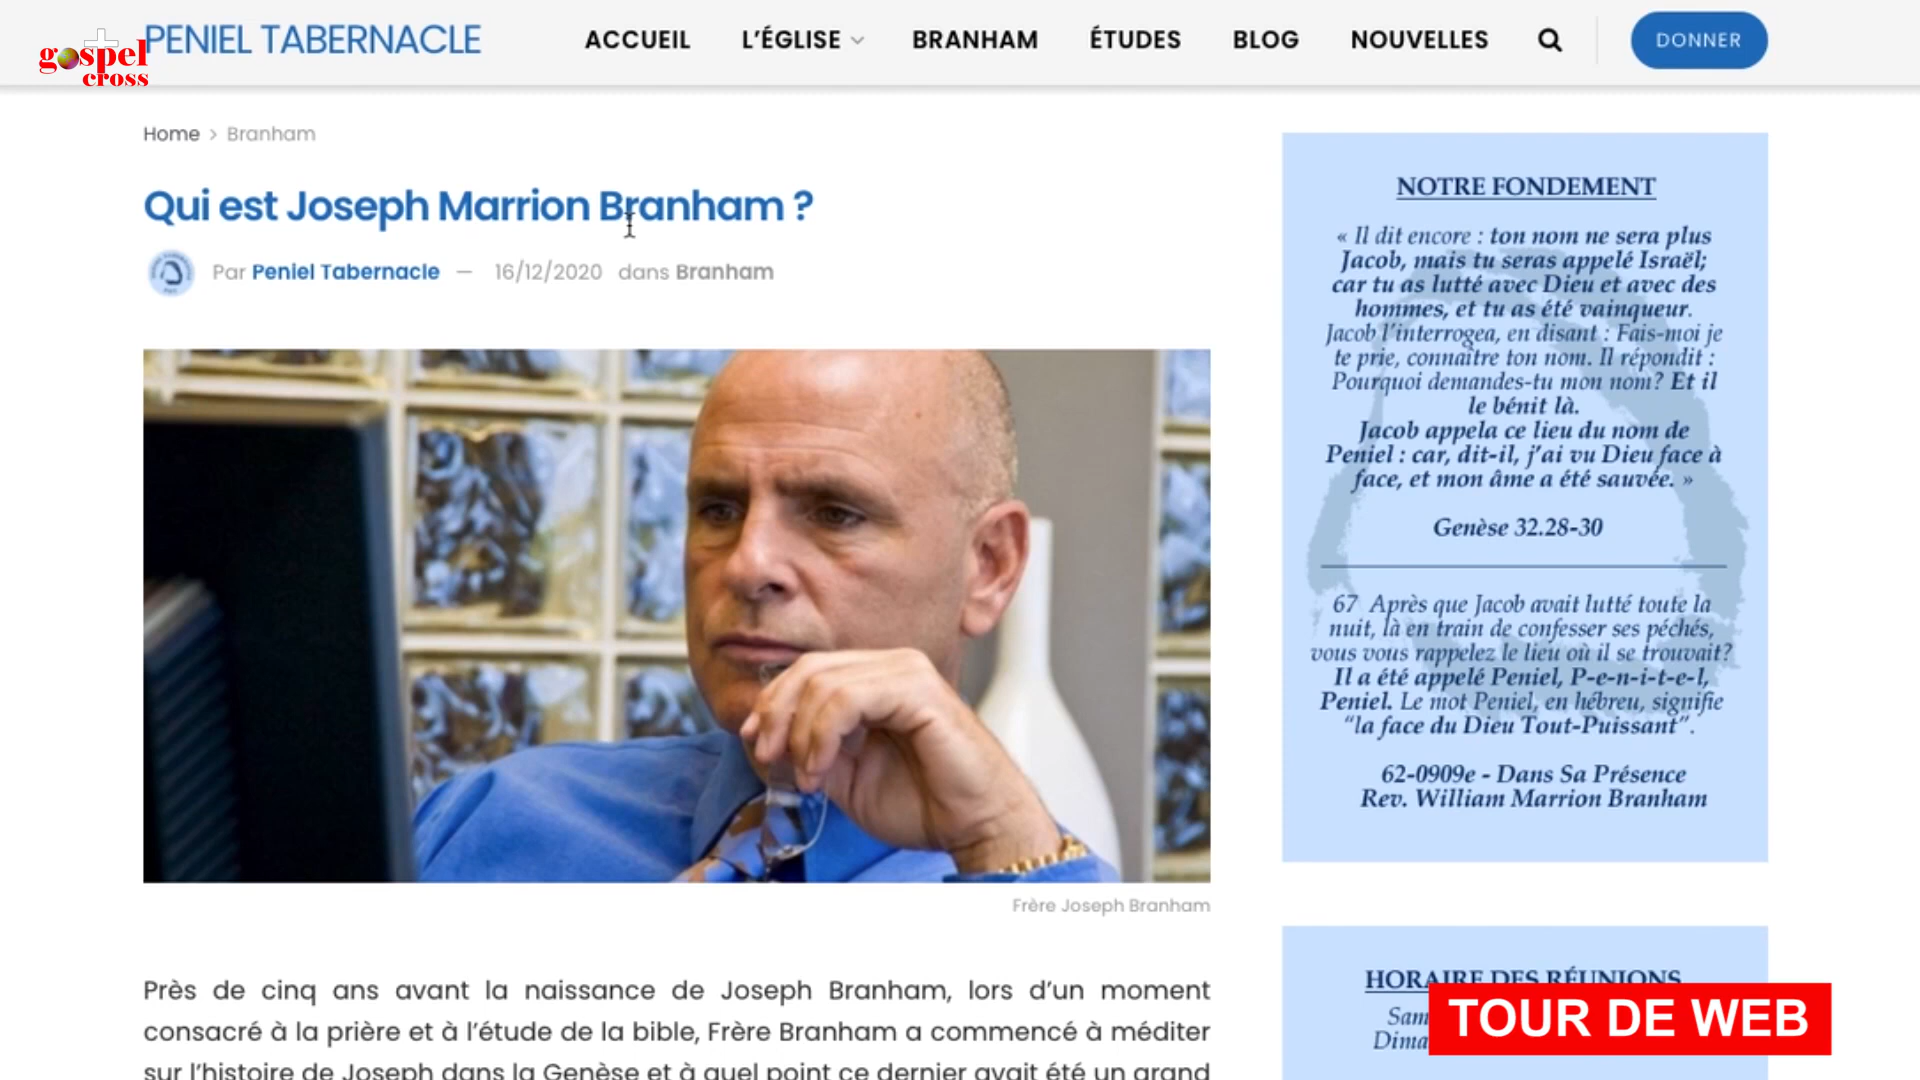 gospel
cross
PENIEL TABERNACLE
ACCUEIL
L'ÉGLISE
BRANHAM
ÉTUDES
BLOG
NOUVELLES
DONNER
Home > Branham
Qui est Joseph Marrion Branham ?
Par Peniel Tabernacle — 16/12/2020 dans Branham
Frère Joseph Branham
Près de cinq ans avant la naissance de Joseph Branham, lors d'un moment
consacré à la prière et à l'étude de la bible, Frère Branham a commencé à méditer
sur l'histoire de Joseph dans la Genèse et à quel point ce dernier avait été un grand
NOTRE FONDEMENT
« Il dit encore : ton nom ne sera plus
Jacob, mais tu seras appelé Israël;
car tu as lutté avec Dieu et avec des
hommes, et tu as été vainqueur.
Jacob l'interrogea, en disant : Fais-moi je
te prie, connaître ton nom. Il répondit :
Pourquoi demandes-tu mon nom? Et il
le bénit là.
Jacob appela ce lieu du nom de
Peniel : car, dit-il, j'ai vu Dieu face à
face, et mon âme a été sauvée. »
Genèse 32.28-30
67 Après que Jacob avait lutté toute la
nuit, là en train de confesser ses péchés,
vous vous rappelez le lieu où il se trouvait?
Il a été appelé Peniel, P-e-n-i-t-e-l,
Peniel. Le mot Peniel, en hébreu, signifie
"la face du Dieu Tout-Puissant".
62-0909e - Dans Sa Présence
Rev. William Marrion Branham
HORAIRE DES RÉUNIONS
Sam
Dima
TOUR DE WEB